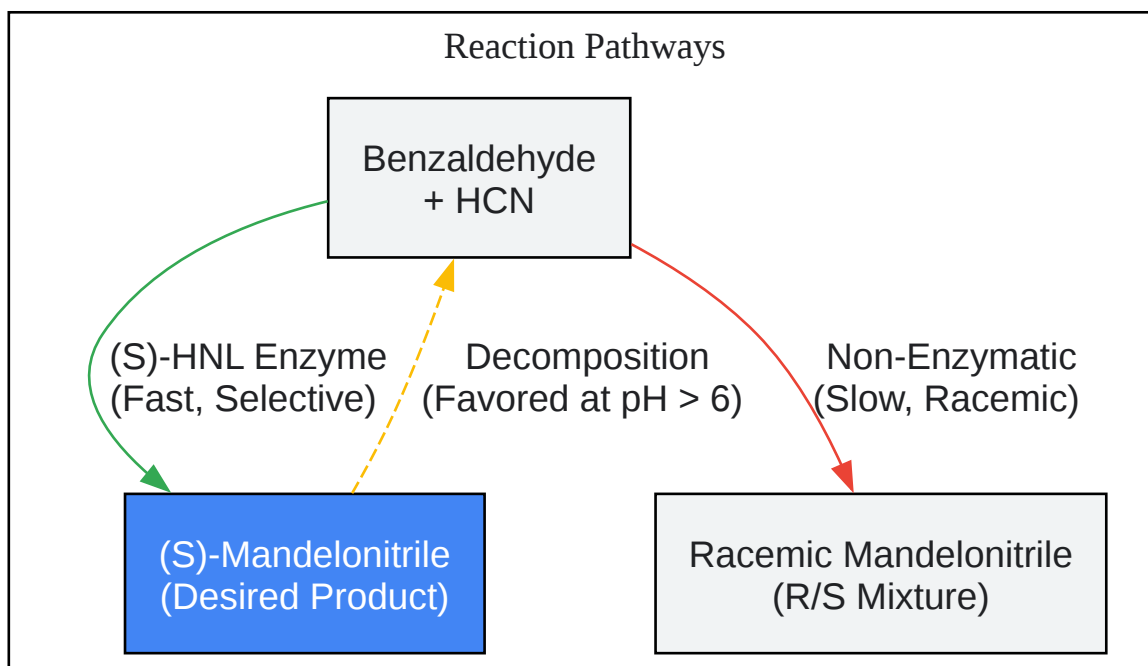 Reaction Pathways
Benzaldehyde
+ HCN
(S)-HNL Enzyme
(Fast, Selective)
Decomposition
(Favored at pH > 6)
Non-Enzymatic
(Slow, Racemic)
(S)-Mandelonitrile
(Desired Product)
Racemic Mandelonitrile
(R/S Mixture)